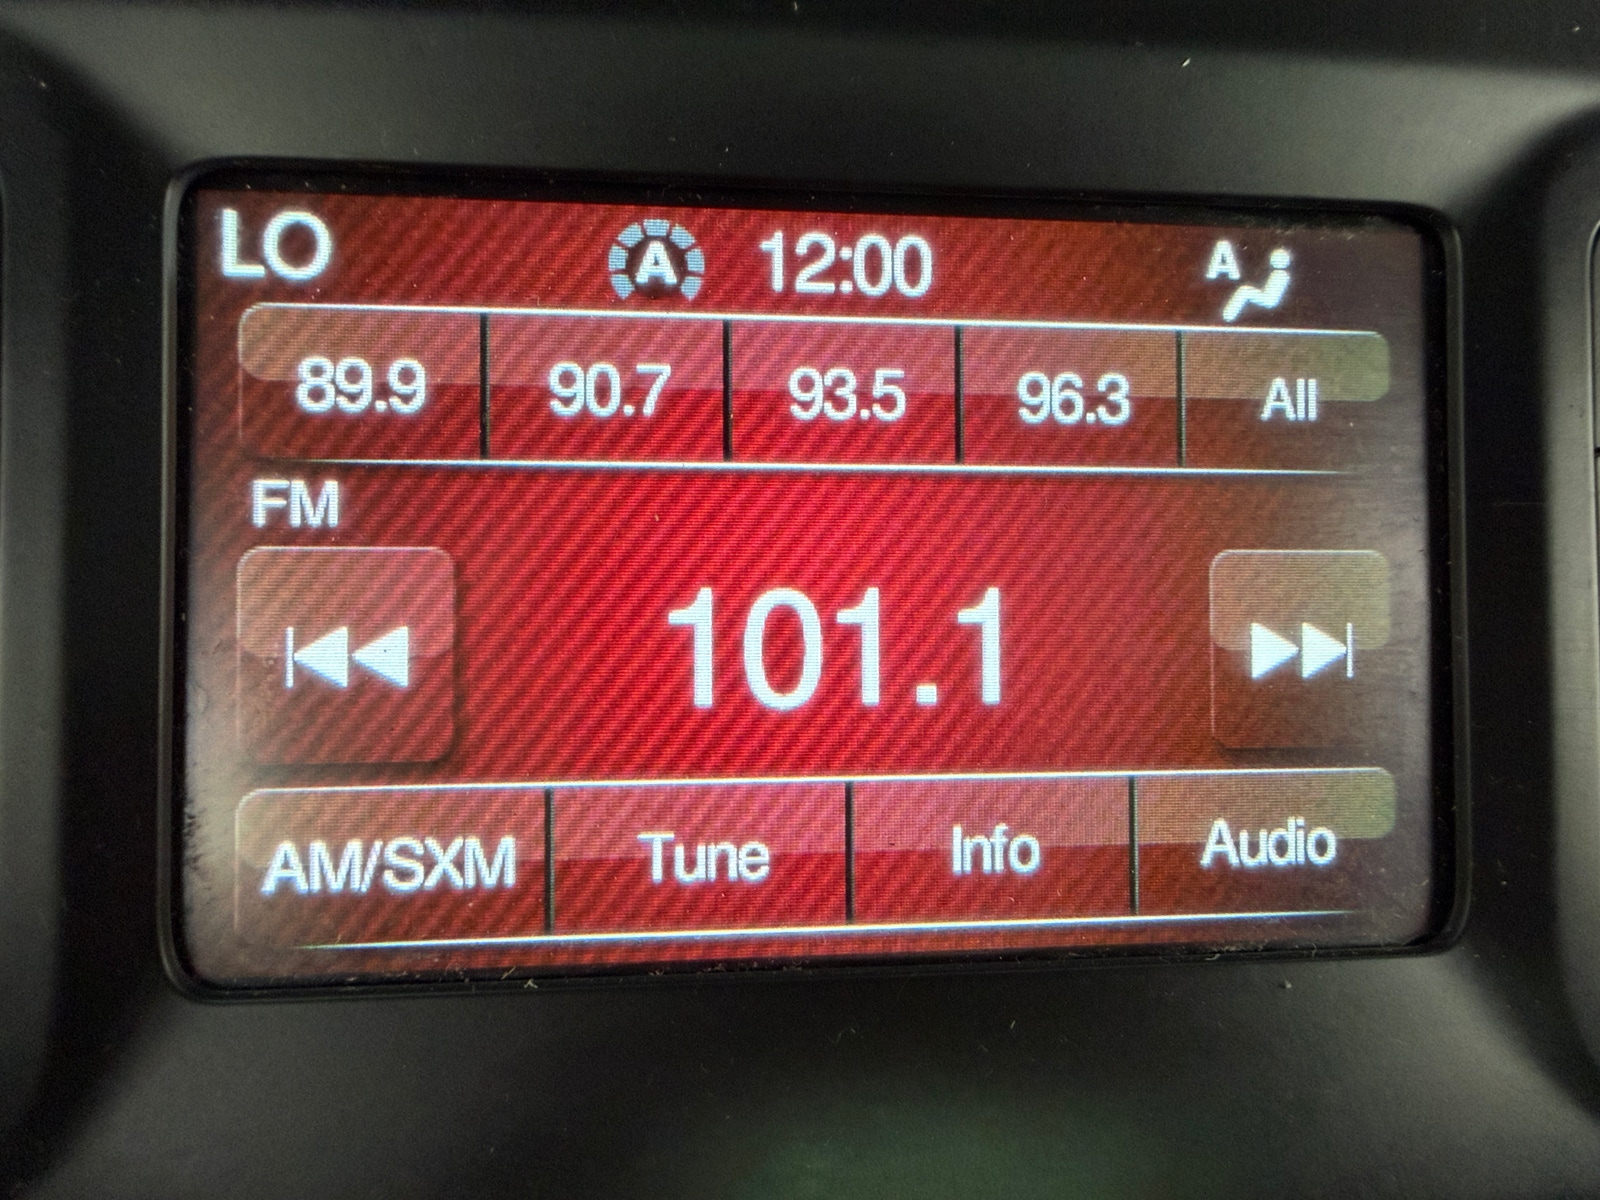 LO A 12:00 A
89.9 90.7 93.5 96.3 All
FM
101.1
AM/SXM Tune Info Audio